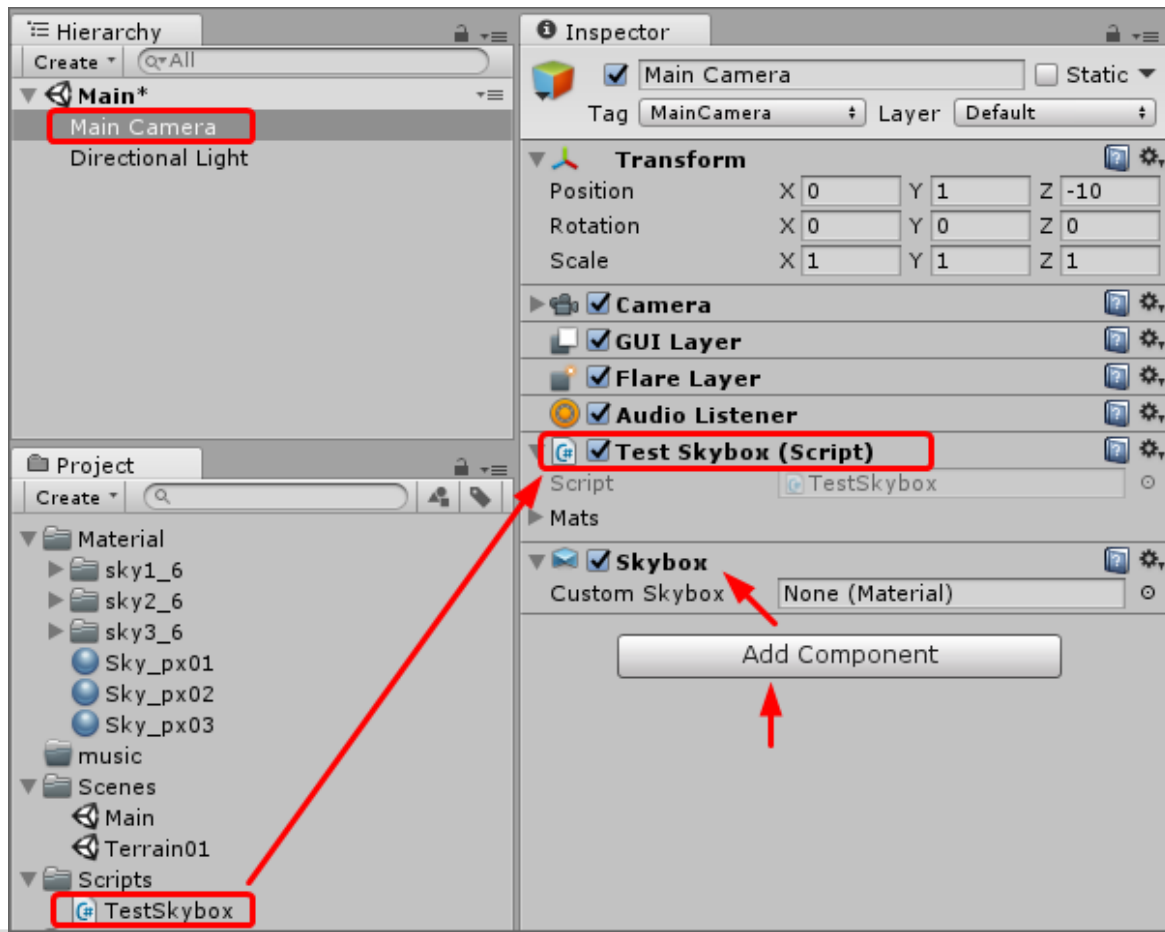 Hierarchy
Create
All
Main*
Main Camera
Directional Light
Project
Create
Material
sky1_6
sky2_6
sky3_6
Sky_px01
Sky_px02
Sky_px03
music
Scenes
Main
Terrain01
Scripts
TestSkybox
Inspector
Main Camera
Static
Tag MainCamera Layer Default
Transform
Position X 0 Y 1 Z -10
Rotation X 0 Y 0 Z 0
Scale X 1 Y 1 Z 1
Camera
GUI Layer
Flare Layer
Audio Listener
Test Skybox (Script)
Script TestSkybox
Mats
Skybox
Custom Skybox None (Material)
Add Component